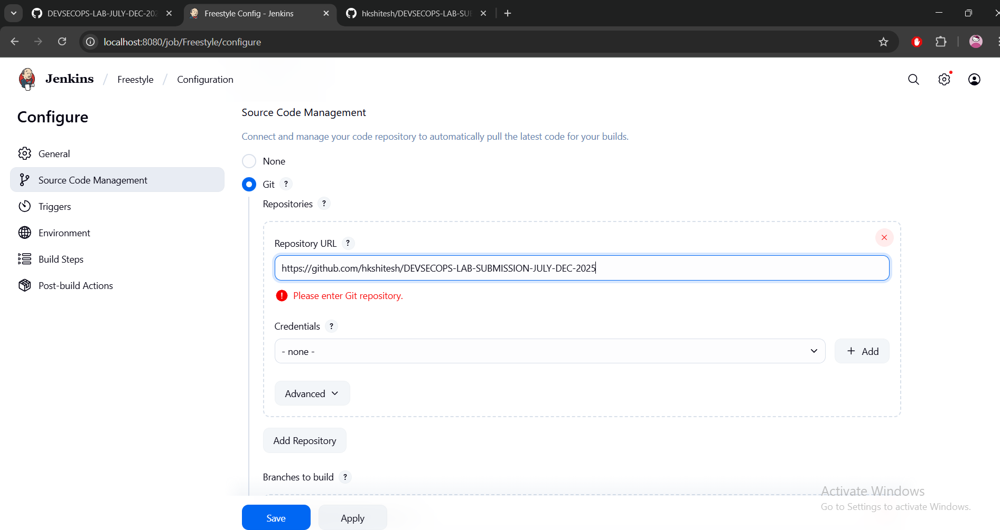 DEVSECOPS-LAB-JULY-DEC-202
Freestyle Config - Jenkins
hkshitesh/DEVSECOPS-LAB-SUB
localhost:8080/job/Freestyle/configure
Jenkins / Freestyle / Configuration
Configure
General
Source Code Management
Triggers
Environment
Build Steps
Post-build Actions
Source Code Management
Connect and manage your code repository to automatically pull the latest code for your builds.
None
Git ?
Repositories ?
Repository URL ?
https://github.com/hkshitesh/DEVSECOPS-LAB-SUBMISSION-JULY-DEC-2025
Please enter Git repository.
Credentials ?
- none -
+ Add
Advanced
Add Repository
Branches to build ?
Save
Apply
Activate Windows
Go to Settings to activate Windows.